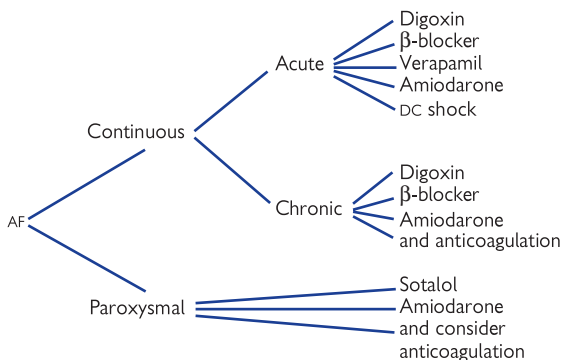 Digoxin
β-blocker
Acute
Verapamil
Amiodarone
DC shock
Continuous
Digoxin
β-blocker
Chronic
Amiodarone
and anticoagulation
AF
Sotalol
Paroxysmal
Amiodarone
and consider
anticoagulation